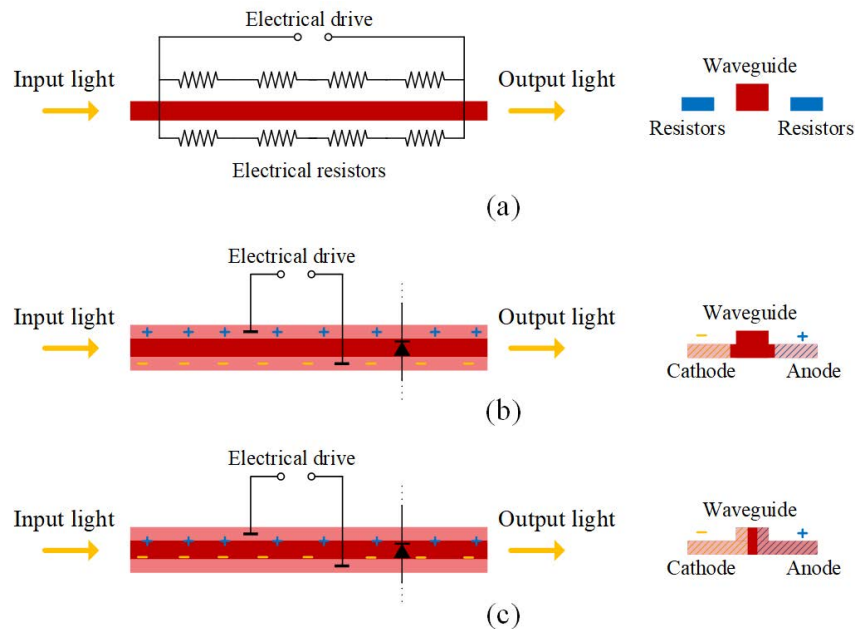 Electrical drive
Input light
Output light
Waveguide
Resistors
Resistors
Electrical resistors
(a)
Electrical drive
Input light
Output light
Waveguide
+ + + + + + + +
− − − − − − − − −
− +
Cathode
Anode
(b)
Electrical drive
Input light
Output light
Waveguide
+ + + + + + + +
− − − − − − − − −
− +
Cathode
Anode
(c)